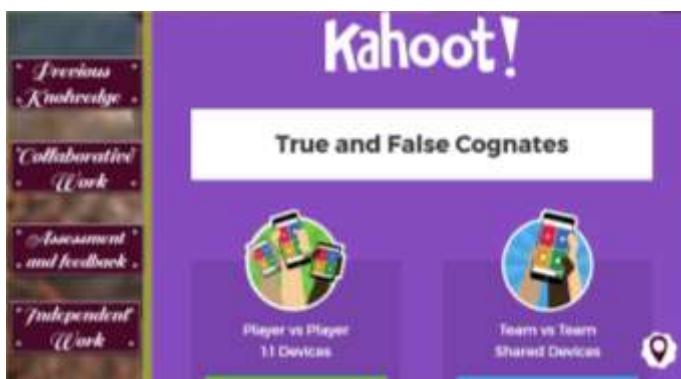 Previous
Knolwedge
Collaborative
Work
Assessment
and feedback
Independent
Work
Kahoot!
True and False Cognates
Player vs Player
1:1 Devices
Team vs Team
Shared Devices